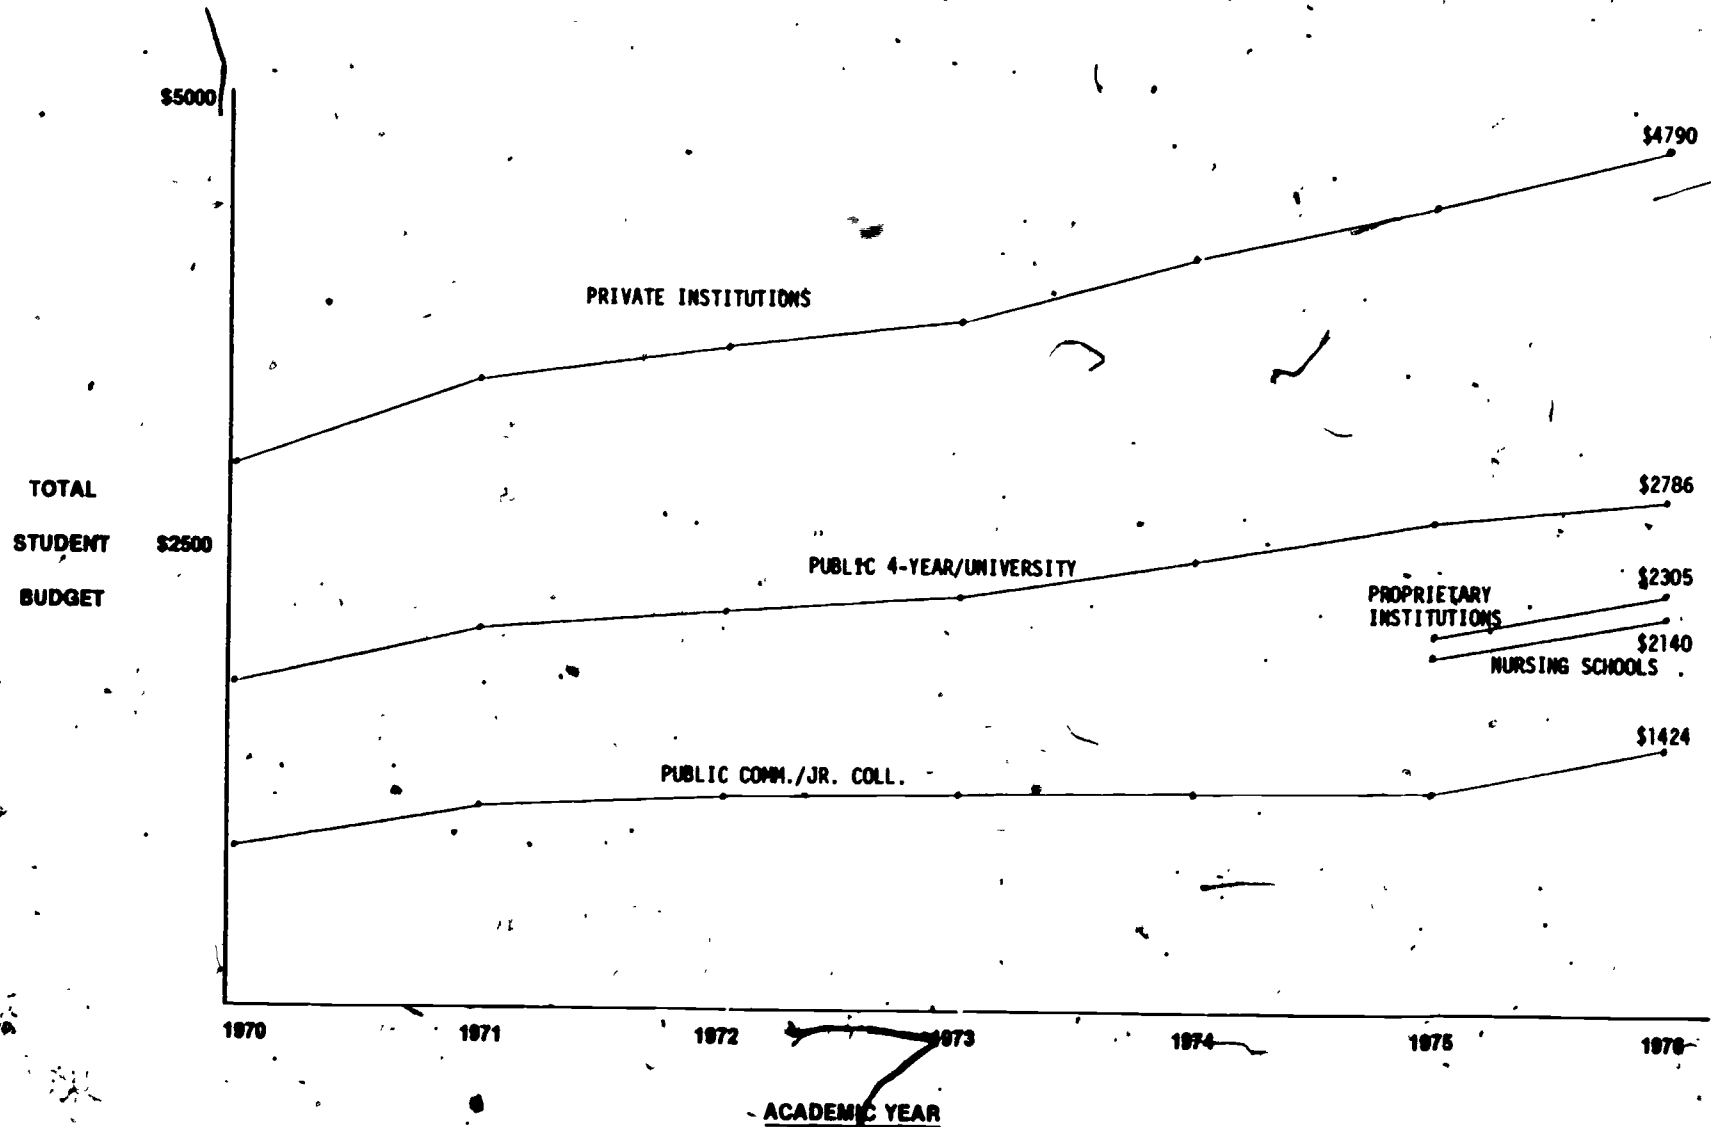 $5000
$4790
PRIVATE INSTITUTIONS
TOTAL
STUDENT
BUDGET
$2500
$2786
PUBLIC 4-YEAR/UNIVERSITY
$2305
PROPRIETARY
INSTITUTIONS
$2140
NURSING SCHOOLS
$1424
PUBLIC COMM./JR. COLL.
1970 1971 1972 1973 1974 1975 1976
ACADEMIC YEAR